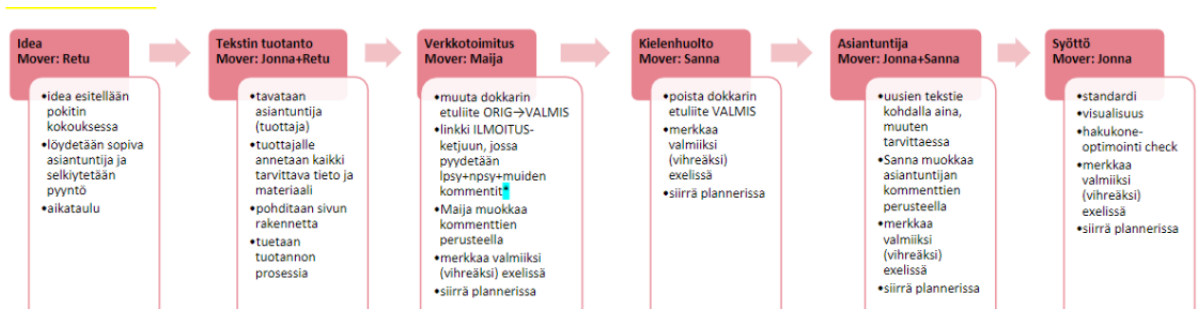 Idea
Mover: Retu
•idea esitellään
pokitin
kokouksessa
•löydetään sopiva
asiantuntija ja
selkiytetään
pyyntö
•aikataulu
Tekstin tuotanto
Mover: Jonna+Retu
•tavataan
asiantuntija
(tuottaja)
•tuottajalle
annetaan kaikki
tarvittava tieto ja
materiaali
•pohditaan sivun
rakennetta
•tuetaan
tuotannon
prosessia
Verkkotoimitus
Mover: Maija
•muuta dokkarin
etuliite ORIG→VALMIS
•linkki ILMOITUS-
ketjuun, jossa
pyydetään
lpsy+npsy+muiden
kommentit*
•Maija muokkaa
kommenttien
perusteella
•merkkaa valmiiksi
(vihreäksi) exelissä
•siirrä plannerissa
Kielenhuolto
Mover: Sanna
•poista dokkarin
etuliite VALMIS
•merkkaa
valmiiksi
(vihreäksi)
exelissä
•siirrä plannerissa
Asiantuntija
Mover: Jonna+Sanna
•uusien tekstie
kohdalla aina,
muuten
tarvittaessa
•Sanna muokkaa
asiantuntijan
kommenttien
perusteella
•merkkaa
valmiiksi
(vihreäksi)
exelissä
•siirrä plannerissa
Syöttö
Mover: Jonna
•standardi
•visualisuus
•hakukone-
optimointi check
•merkkaa
valmiiksi
(vihreäksi)
exelissä
•siirrä plannerissa